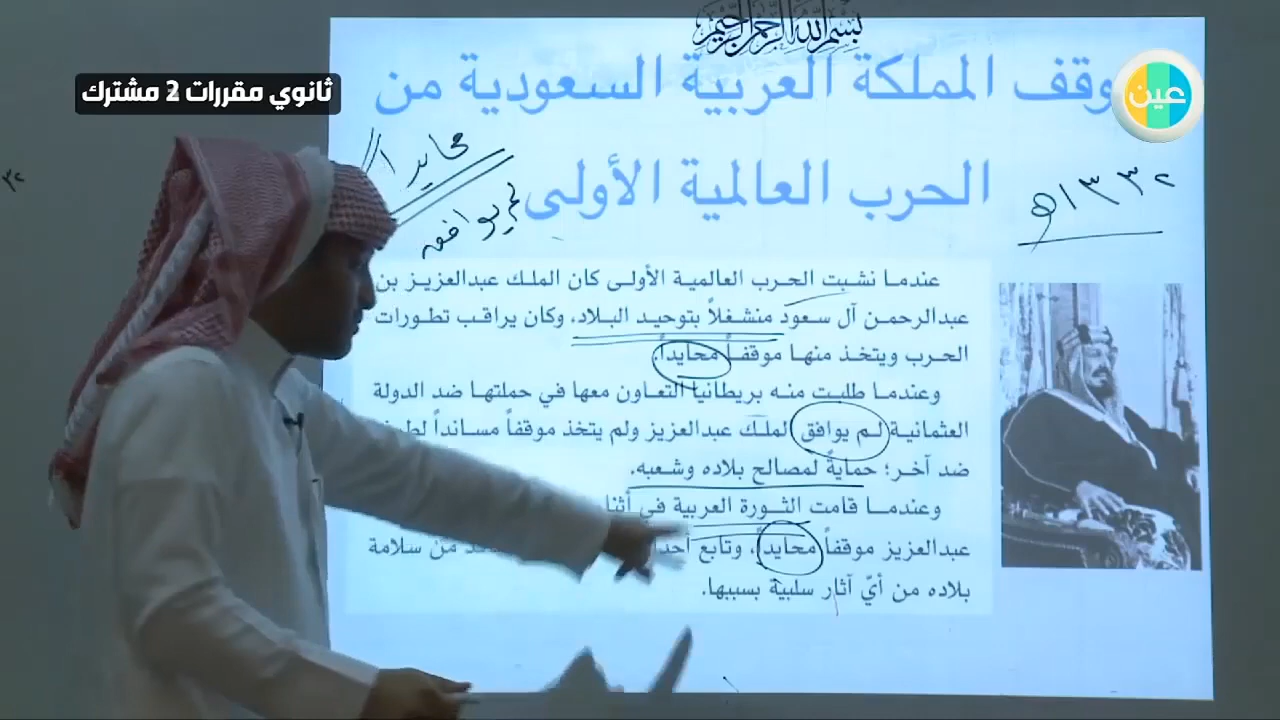 بسم الله الرحمن الرحيم
ثانوي مقررات 2 مشترك
عين
وقف المملكة العربية السعودية من
الحرب العالمية الأولى
محايداً
لم يوافق
١٣٣٢هـ
عندما نشبت الحرب العالمية الأولى كان الملك عبدالعزيز بن
عبدالرحمن آل سعود منشغلاً بتوحيد البلاد، وكان يراقب تطورات
الحرب ويتخذ منها موقفاً محايداً.
وعندما طلبت منه بريطانيا التعاون معها في حملتها ضد الدولة
العثمانية لم يوافق الملك عبدالعزيز ولم يتخذ موقفاً مسانداً
ضد آخر؛ حمايةً لمصالح بلاده وشعبه.
وعندما قامت الثورة العربية في
عبدالعزيز موقفاً محايداً، وتابع من سلامة
بلاده من أيّ آثار سلبية بسببها.